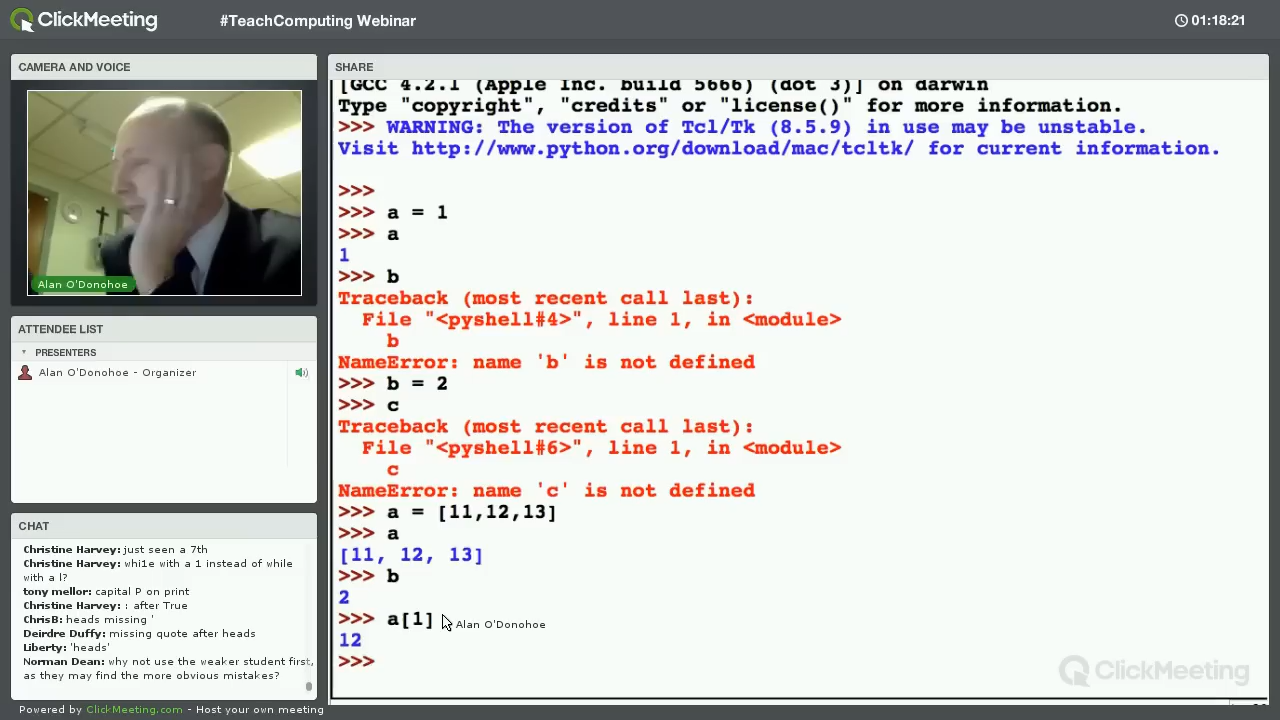 ClickMeeting
#TeachComputing Webinar
01:18:21
CAMERA AND VOICE
Alan O'Donohoe
ATTENDEE LIST
PRESENTERS
Alan O'Donohoe - Organizer
CHAT
Christine Harvey: just seen a 7th
Christine Harvey: whi1e with a 1 instead of while
with a l?
tony mellor: capital P on print
Christine Harvey: : after True
ChrisB: heads missing '
Deirdre Duffy: missing quote after heads
Liberty: 'heads'
Norman Dean: why not use the weaker student first,
as they may find the more obvious mistakes?
SHARE
[GCC 4.2.1 (Apple Inc. build 5666) (dot 3)] on darwin
Type "copyright", "credits" or "license()" for more information.
>>> WARNING: The version of Tcl/Tk (8.5.9) in use may be unstable.
Visit http://www.python.org/download/mac/tcltk/ for current information.
>>>
>>> a = 1
>>> a
1
>>> b
Traceback (most recent call last):
File "<pyshell#4>", line 1, in <module>
b
NameError: name 'b' is not defined
>>> b = 2
>>> c
Traceback (most recent call last):
File "<pyshell#6>", line 1, in <module>
c
NameError: name 'c' is not defined
>>> a = [11,12,13]
>>> a
[11, 12, 13]
>>> b
2
>>> a[1]
Alan O'Donohoe
12
>>>
ClickMeeting
Powered by ClickMeeting.com - Host your own meeting